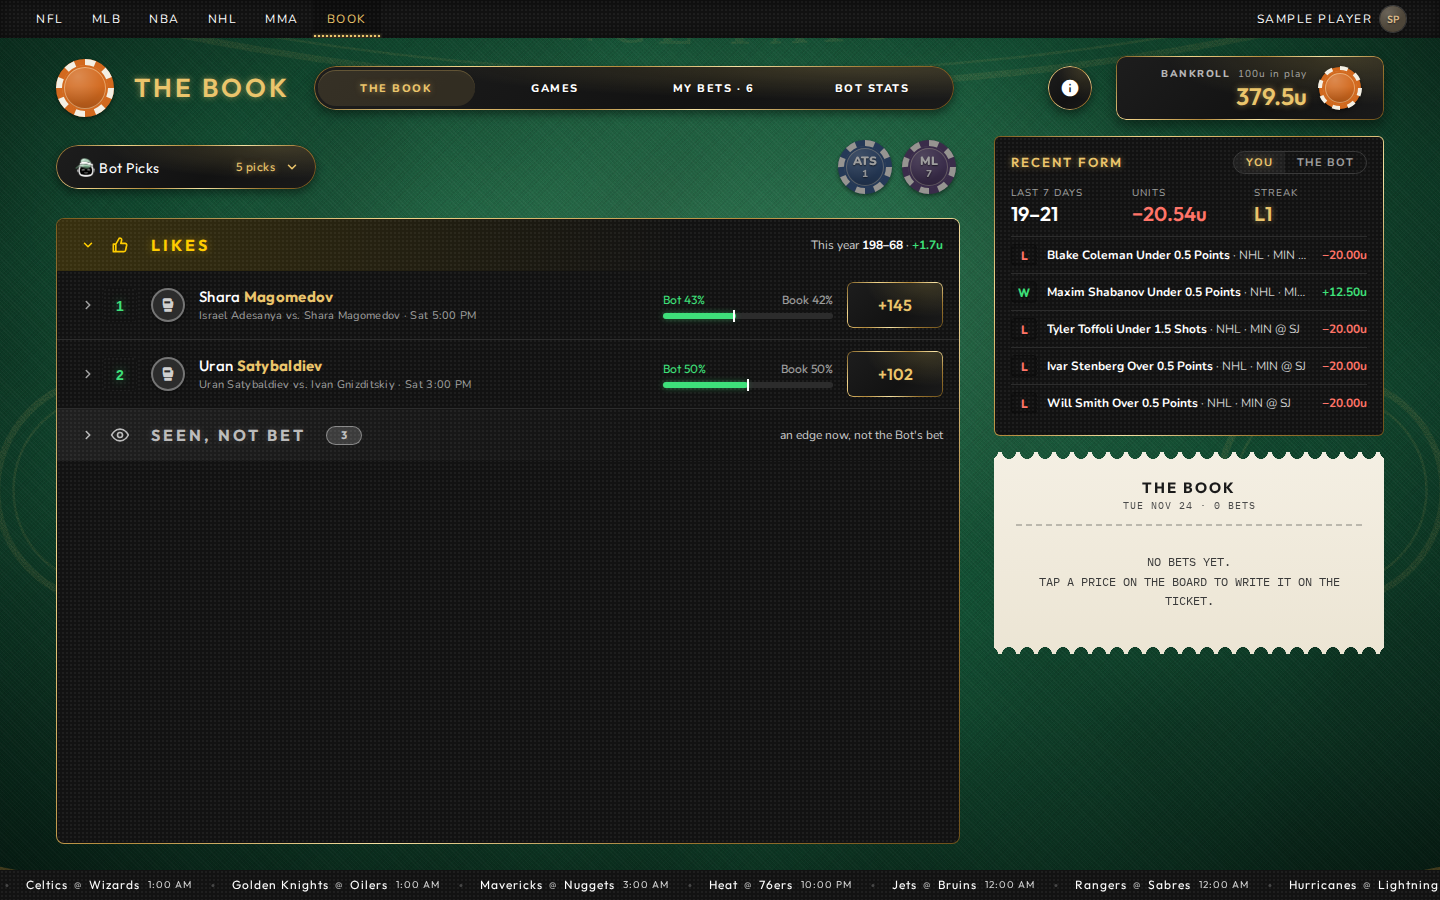 NFL MLB NBA NHL MMA BOOK SAMPLE PLAYER SP
THE BOOK THE BOOK GAMES MY BETS · 6 BOT STATS
BANKROLL 100u in play
379.5u
Bot Picks 5 picks
ATS
1
ML
7
LIKES This year 198–68 · +1.7u
1 Shara Magomedov
Israel Adesanya vs. Shara Magomedov · Sat 5:00 PM
Bot 43% Book 42%
+145
2 Uran Satybaldiev
Uran Satybaldiev vs. Ivan Gnizditskiy · Sat 3:00 PM
Bot 50% Book 50%
+102
SEEN, NOT BET 3 an edge now, not the Bot's bet
RECENT FORM YOU THE BOT
LAST 7 DAYS UNITS STREAK
19–21 −20.54u L1
L Blake Coleman Under 0.5 Points · NHL · MIN ... −20.00u
W Maxim Shabanov Under 0.5 Points · NHL · MI... +12.50u
L Tyler Toffoli Under 1.5 Shots · NHL · MIN @ SJ −20.00u
L Ivar Stenberg Over 0.5 Points · NHL · MIN @ SJ −20.00u
L Will Smith Over 0.5 Points · NHL · MIN @ SJ −20.00u
THE BOOK
TUE NOV 24 · 0 BETS
NO BETS YET.
TAP A PRICE ON THE BOARD TO WRITE IT ON THE
TICKET.
Celtics @ Wizards 1:00 AM · Golden Knights @ Oilers 1:00 AM · Mavericks @ Nuggets 3:00 AM · Heat @ 76ers 10:00 PM · Jets @ Bruins 12:00 AM · Rangers @ Sabres 12:00 AM · Hurricanes @ Lightning